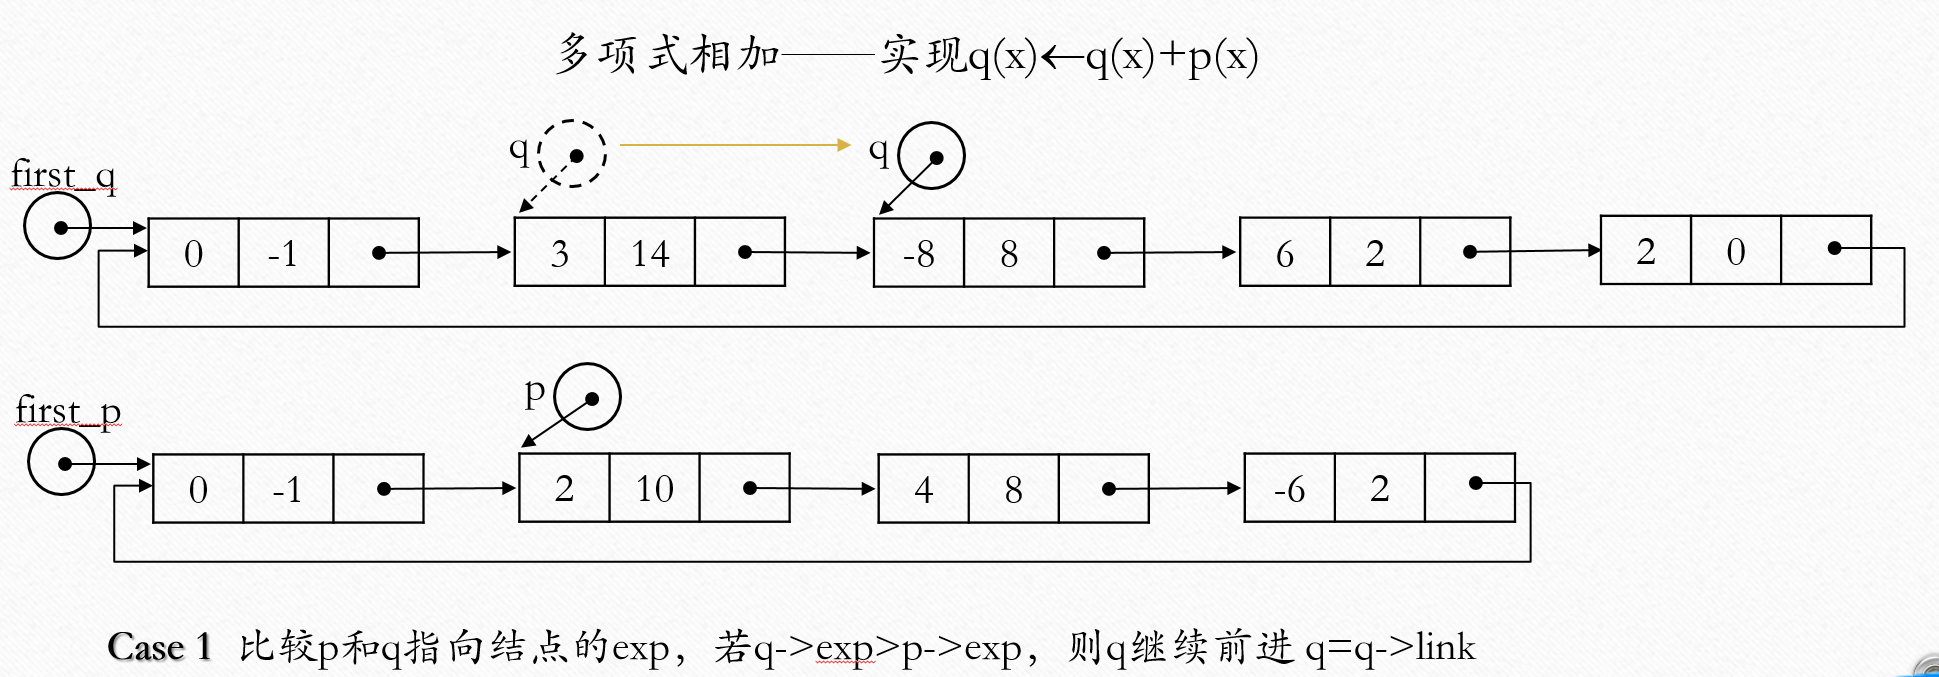 多项式相加——实现q(x)←q(x)+p(x)
q q
first_q
0 -1 3 14 -8 8 6 2 2 0
p
first_p
0 -1 2 10 4 8 -6 2
Case 1 比较p和q指向结点的exp，若q->exp>p->exp，则q继续前进 q=q->link